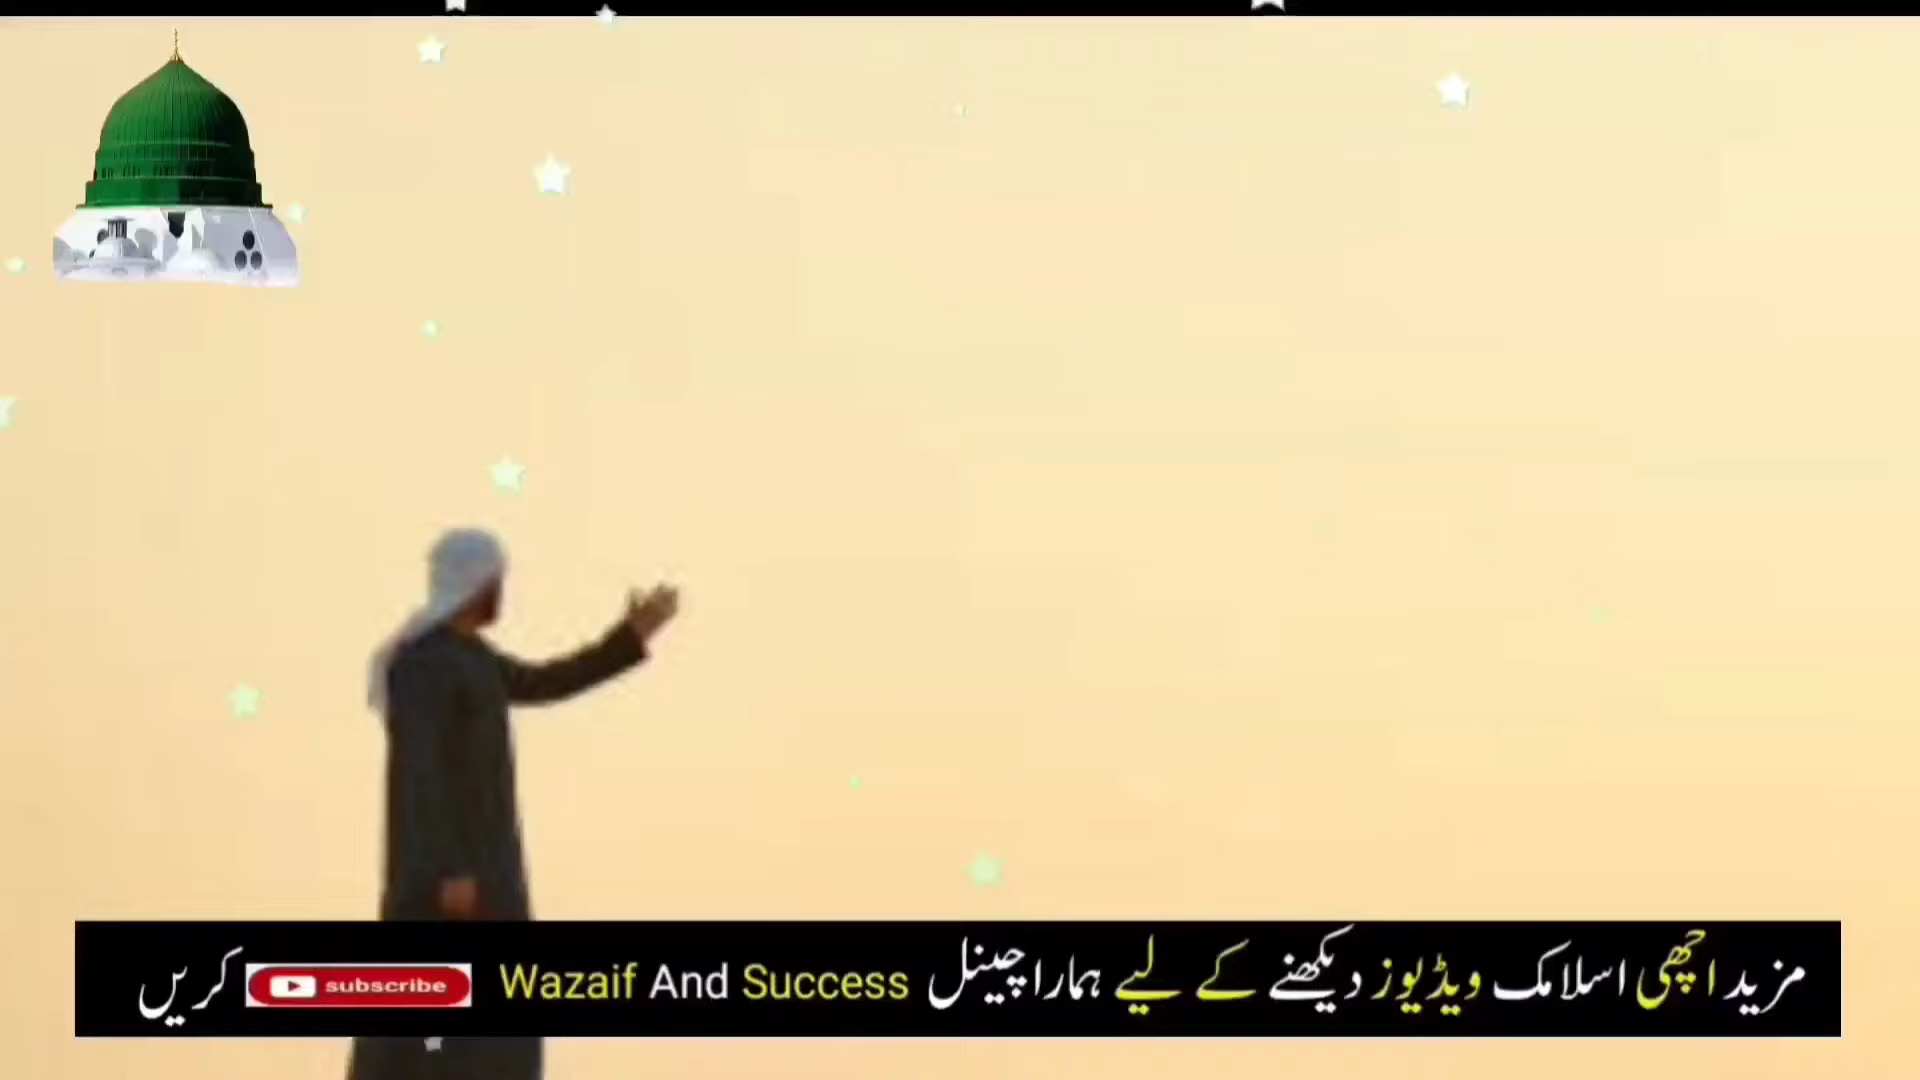 مزید اچھی اسلامک ویڈیوز دیکھنے کے لیے ہمارا چینل Wazaif And Success subscribe کریں